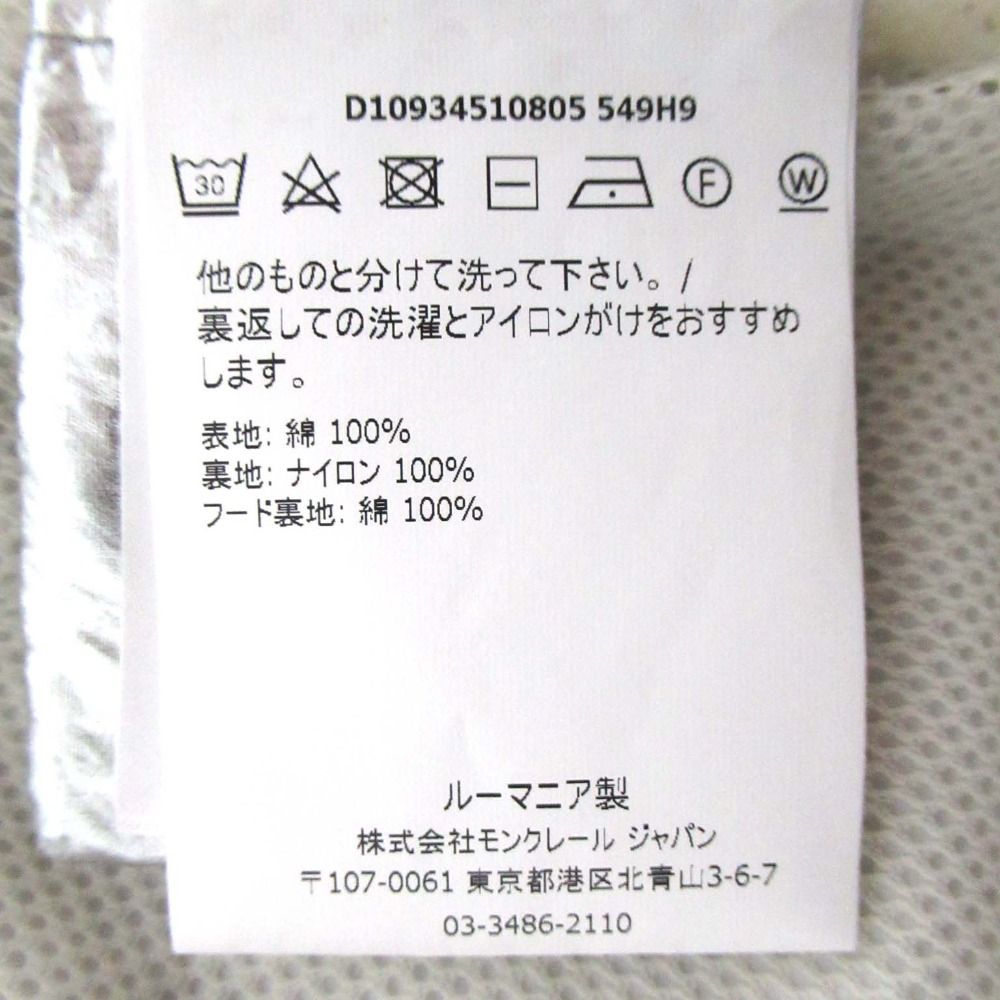 D10934510805 549H9
30 F W
他のものと分けて洗って下さい。/
裏返しての洗濯とアイロンがけをおすすめ
します。
表地: 綿 100%
裏地: ナイロン 100%
フード裏地: 綿 100%
ルーマニア製
株式会社モンクレール ジャパン
〒107-0061 東京都港区北青山3-6-7
03-3486-2110